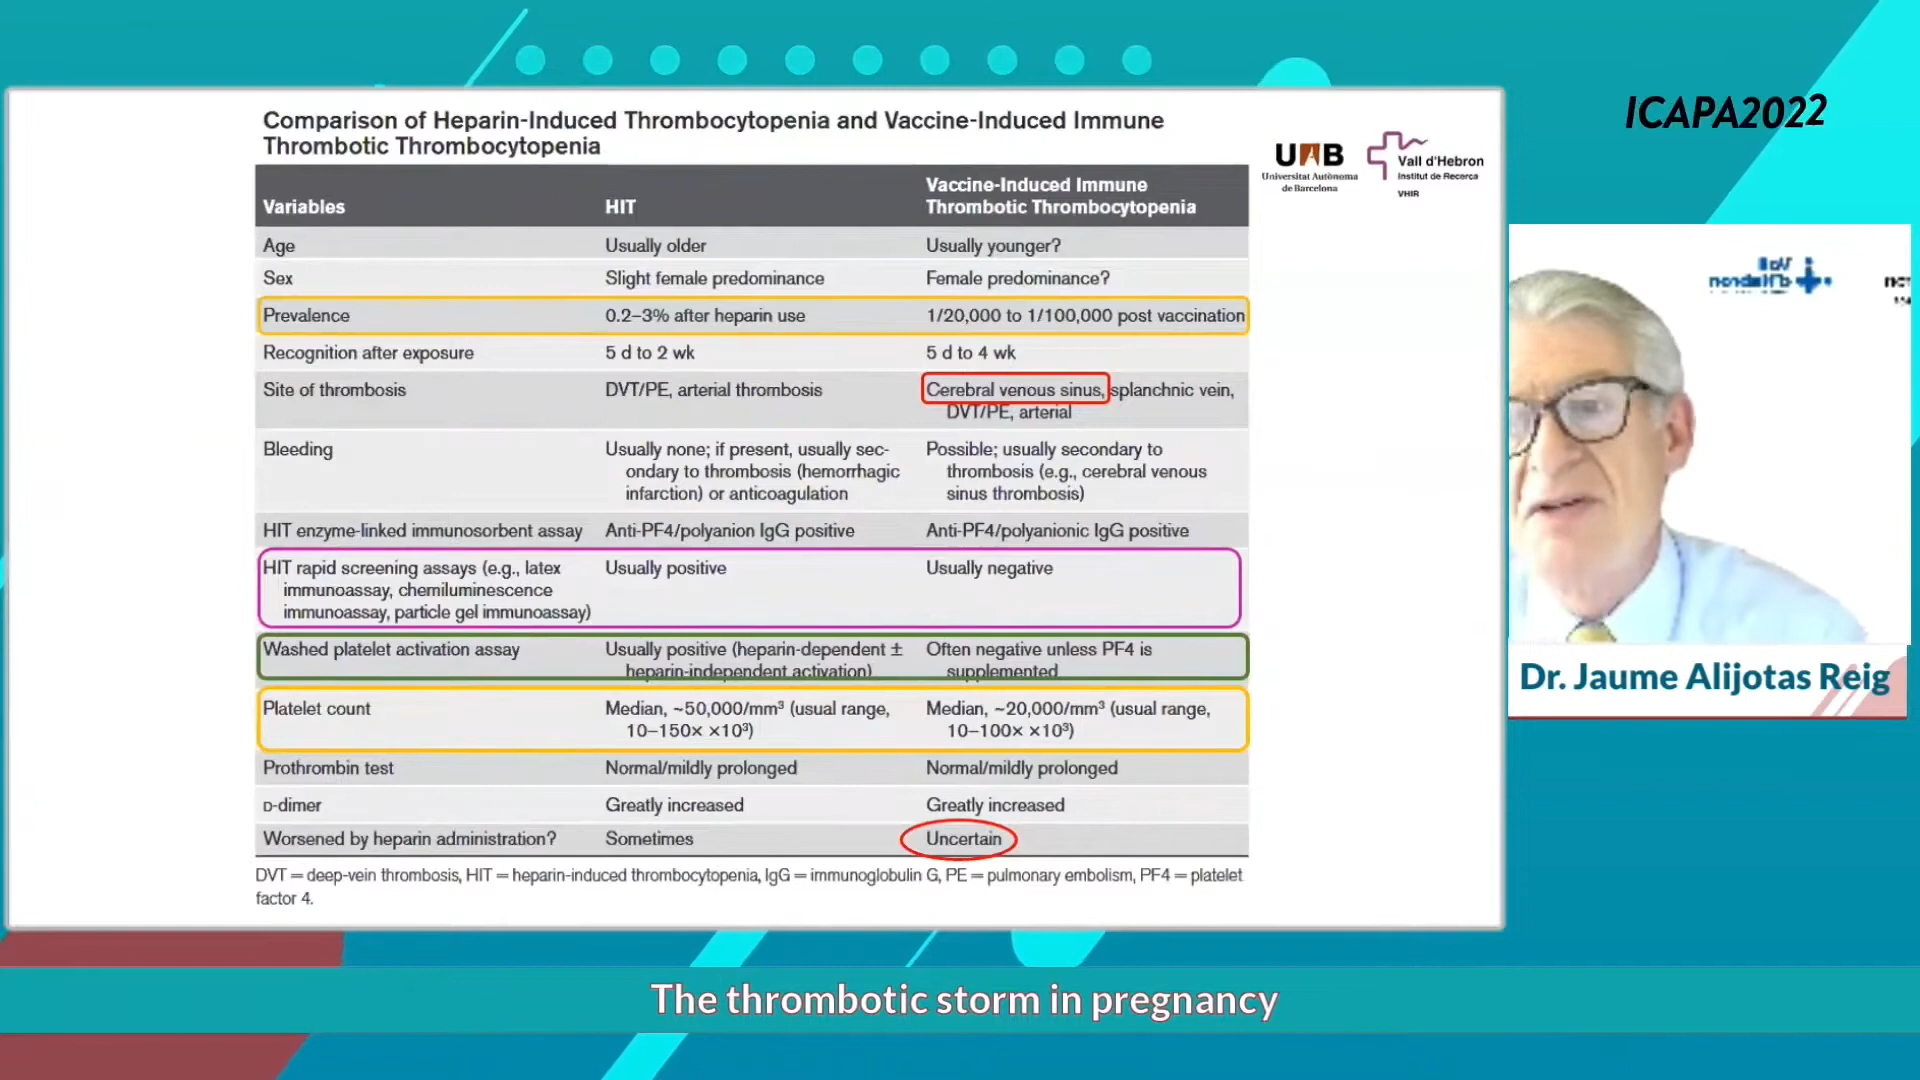 ICAPA2022
Comparison of Heparin-Induced Thrombocytopenia and Vaccine-Induced Immune
Thrombotic Thrombocytopenia
UAB
Universitat Autònoma
de Barcelona
Vall d'Hebron
Institut de Recerca
VHIR
Variables HIT Vaccine-Induced Immune
Thrombotic Thrombocytopenia
Age Usually older Usually younger?
Sex Slight female predominance Female predominance?
Prevalence 0.2–3% after heparin use 1/20,000 to 1/100,000 post vaccination
Recognition after exposure 5 d to 2 wk 5 d to 4 wk
Site of thrombosis DVT/PE, arterial thrombosis Cerebral venous sinus, splanchnic vein,
DVT/PE, arterial
Bleeding Usually none; if present, usually sec- Possible; usually secondary to
ondary to thrombosis (hemorrhagic thrombosis (e.g., cerebral venous
infarction) or anticoagulation sinus thrombosis)
HIT enzyme-linked immunosorbent assay Anti-PF4/polyanion IgG positive Anti-PF4/polyanionic IgG positive
HIT rapid screening assays (e.g., latex Usually positive Usually negative
immunoassay, chemiluminescence
immunoassay, particle gel immunoassay)
Washed platelet activation assay Usually positive (heparin-dependent ± Often negative unless PF4 is
heparin-independent activation) supplemented
Platelet count Median, ~50,000/mm³ (usual range, Median, ~20,000/mm³ (usual range,
10–150× ×10³) 10–100× ×10³)
Prothrombin test Normal/mildly prolonged Normal/mildly prolonged
D-dimer Greatly increased Greatly increased
Worsened by heparin administration? Sometimes Uncertain
DVT = deep-vein thrombosis, HIT = heparin-induced thrombocytopenia, IgG = immunoglobulin G, PE = pulmonary embolism, PF4 = platelet
factor 4.
Vall
d'Hebron
Dr. Jaume Alijotas Reig
The thrombotic storm in pregnancy